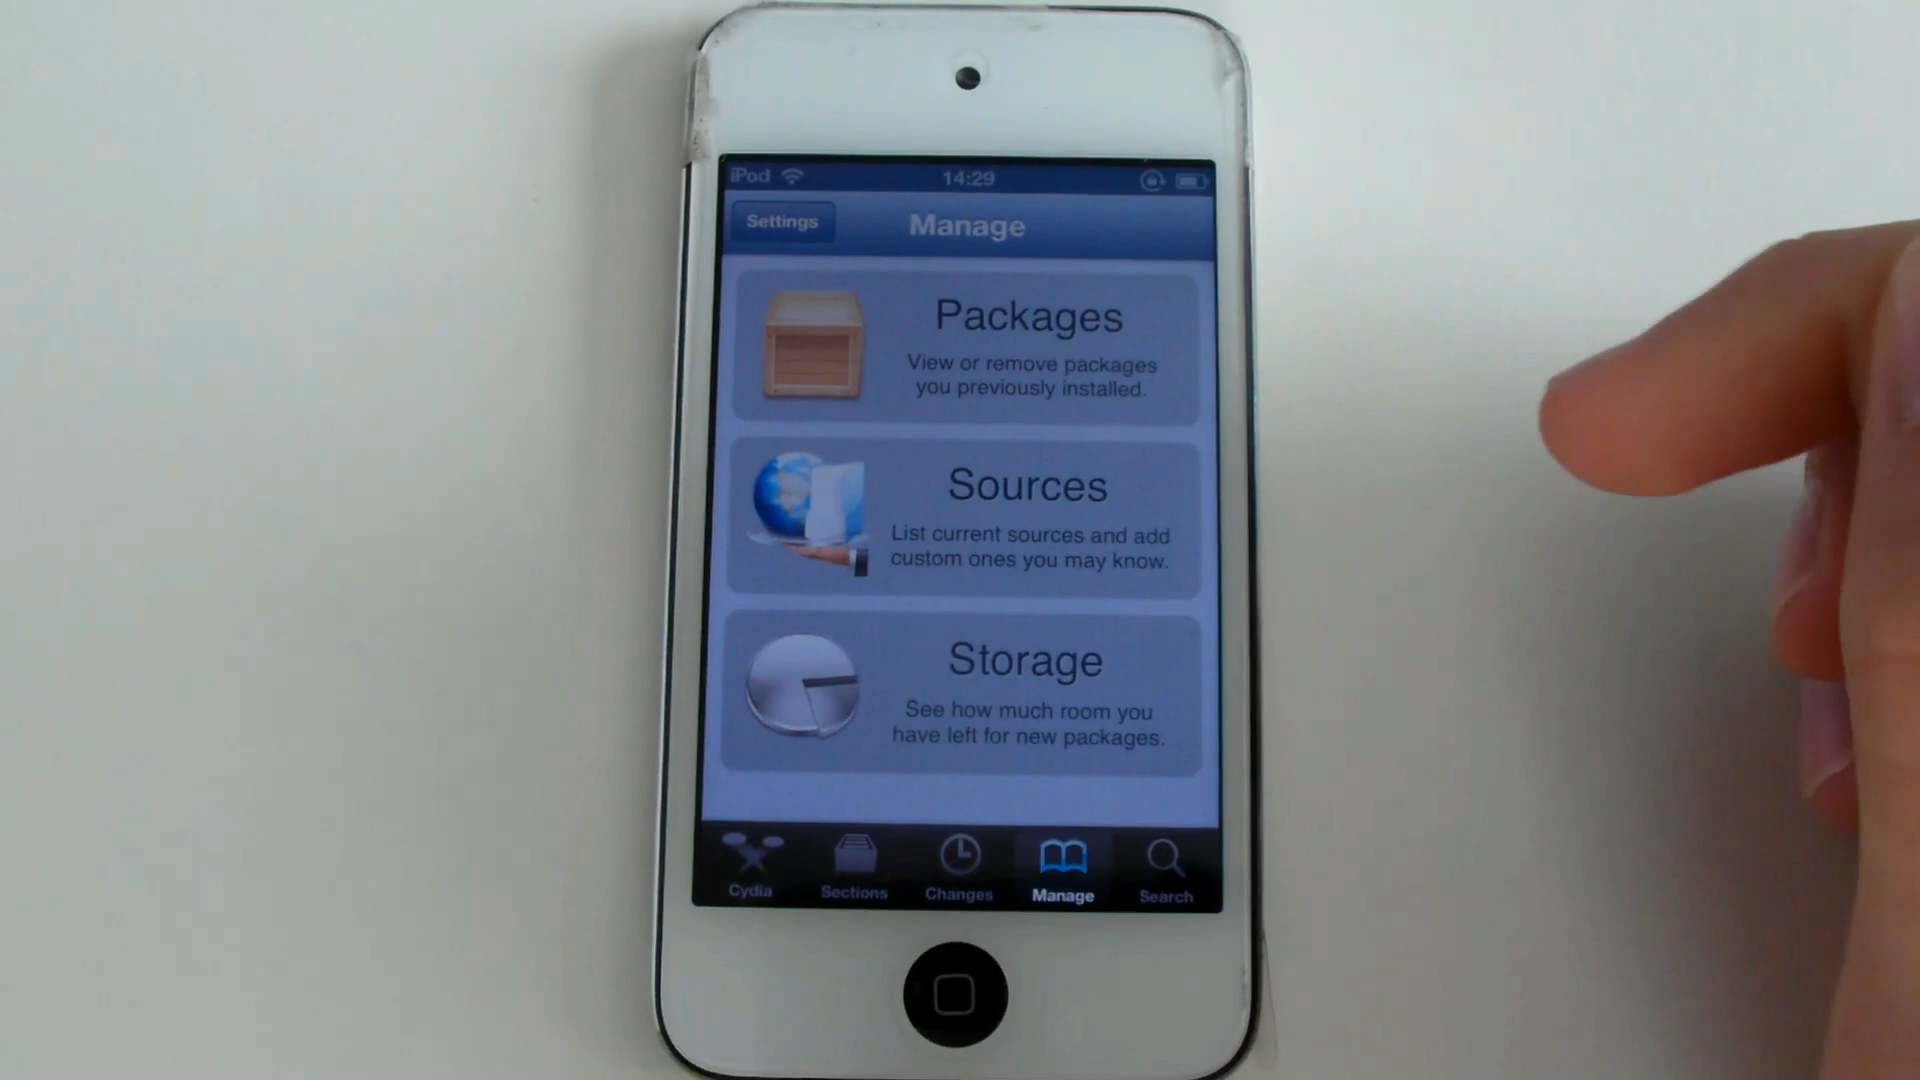 iPod
14:29
Settings
Manage
Packages
View or remove packages
you previously installed.
Sources
List current sources and add
custom ones you may know.
Storage
See how much room you
have left for new packages.
Cydia
Sections
Changes
Manage
Search